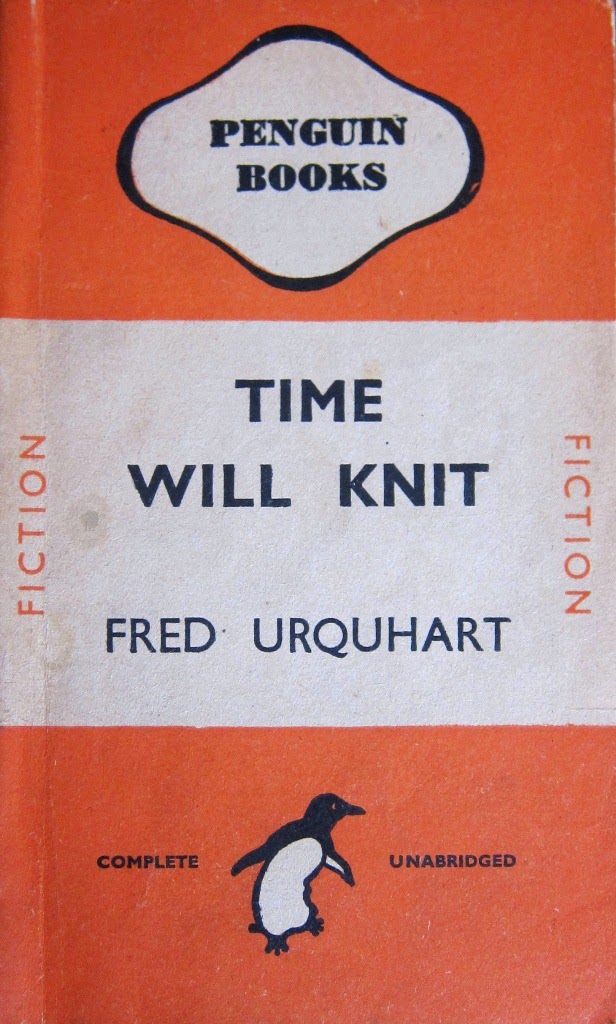 PENGUIN
BOOKS
TIME
WILL KNIT
FICTION
FICTION
FRED URQUHART
COMPLETE
UNABRIDGED